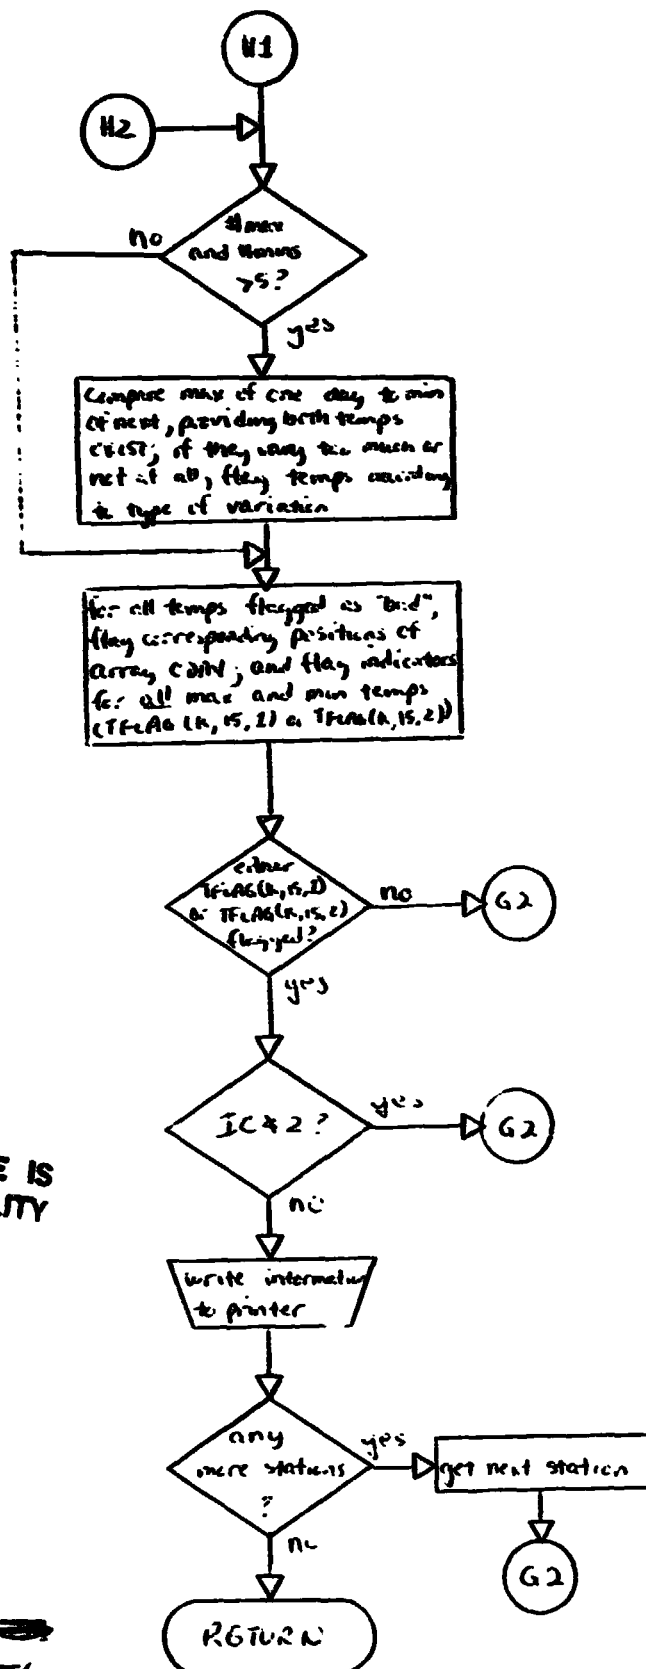 H1
H2
#max
and #mins
>5?
no
yes
compare max of one day to min
of next, providing both temps
exist; if they vary too much or
not at all, flag temps according
to type of variation
for all temps flagged as "bad",
flag corresponding positions of
array ; and flag indicators
for all max and min temps
(TFLAG(K,15,1) or TFLAG(K,15,2))
either
TFLAG(K,15,1)
or TFLAG(K,15,2)
flagged?
no
G2
yes
2?
yes
G2
no
E IS
LITY
write information
to printer
any
more stations
?
yes
get next station
G2
no
RETURN